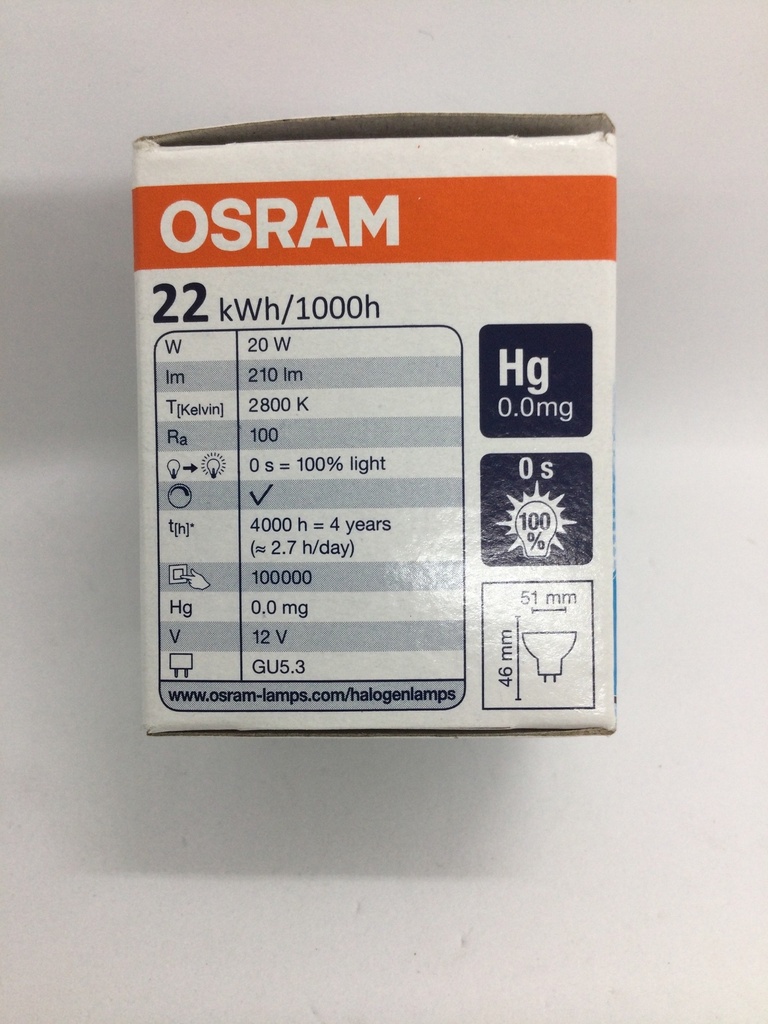 OSRAM
22 kWh/1000h
W 20 W
lm 210 lm
T[Kelvin] 2800 K
Ra 100
0 s = 100% light
t[h]* 4000 h = 4 years
(≈ 2.7 h/day)
100000
Hg 0.0 mg
V 12 V
GU5.3
www.osram-lamps.com/halogenlamps
Hg
0.0mg
0 s
100
%
51 mm
46 mm